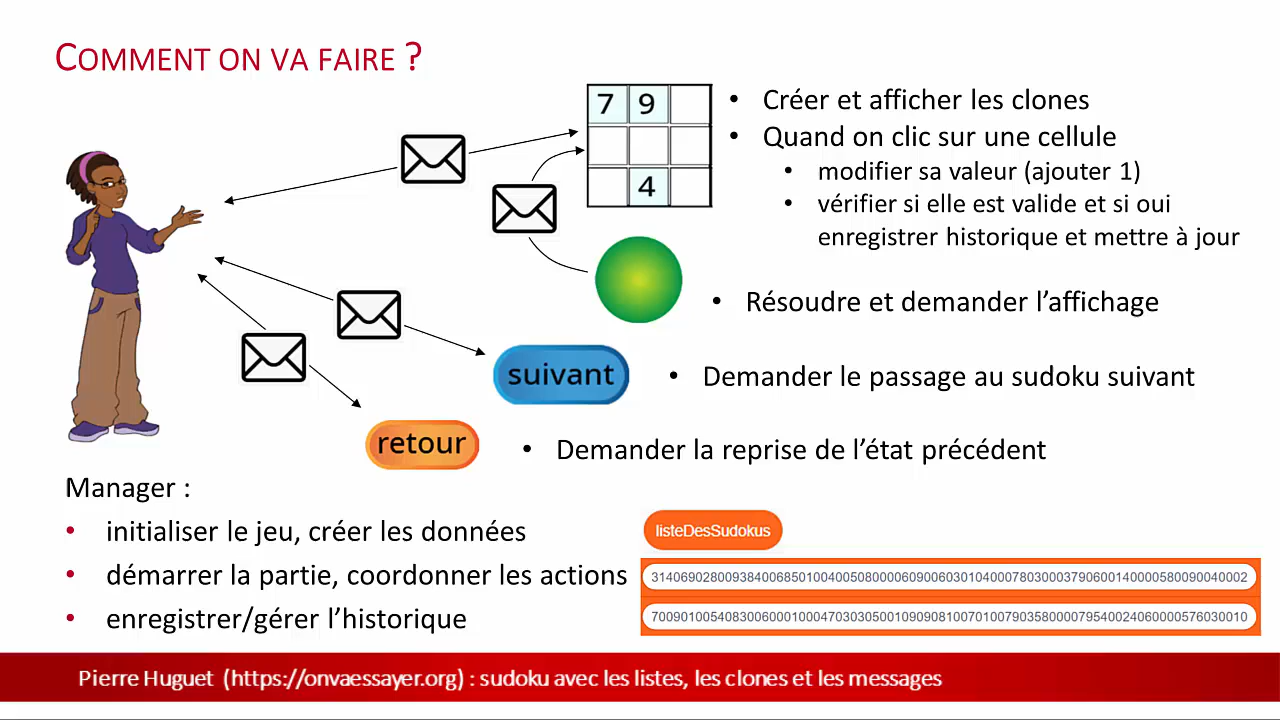 COMMENT ON VA FAIRE ?
7 9
4
• Créer et afficher les clones
• Quand on clic sur une cellule
• modifier sa valeur (ajouter 1)
• vérifier si elle est valide et si oui
enregistrer historique et mettre à jour
• Résoudre et demander l'affichage
suivant
• Demander le passage au sudoku suivant
retour
• Demander la reprise de l'état précédent
Manager :
• initialiser le jeu, créer les données
• démarrer la partie, coordonner les actions
• enregistrer/gérer l'historique
listeDesSudokus
314069028009384006850100400508000060900603010400078030003790600140000580090040002
700901005408300600010004703030500109090810070100790358000079540024060000576030010
Pierre Huguet (https://onvaessayer.org) : sudoku avec les listes, les clones et les messages